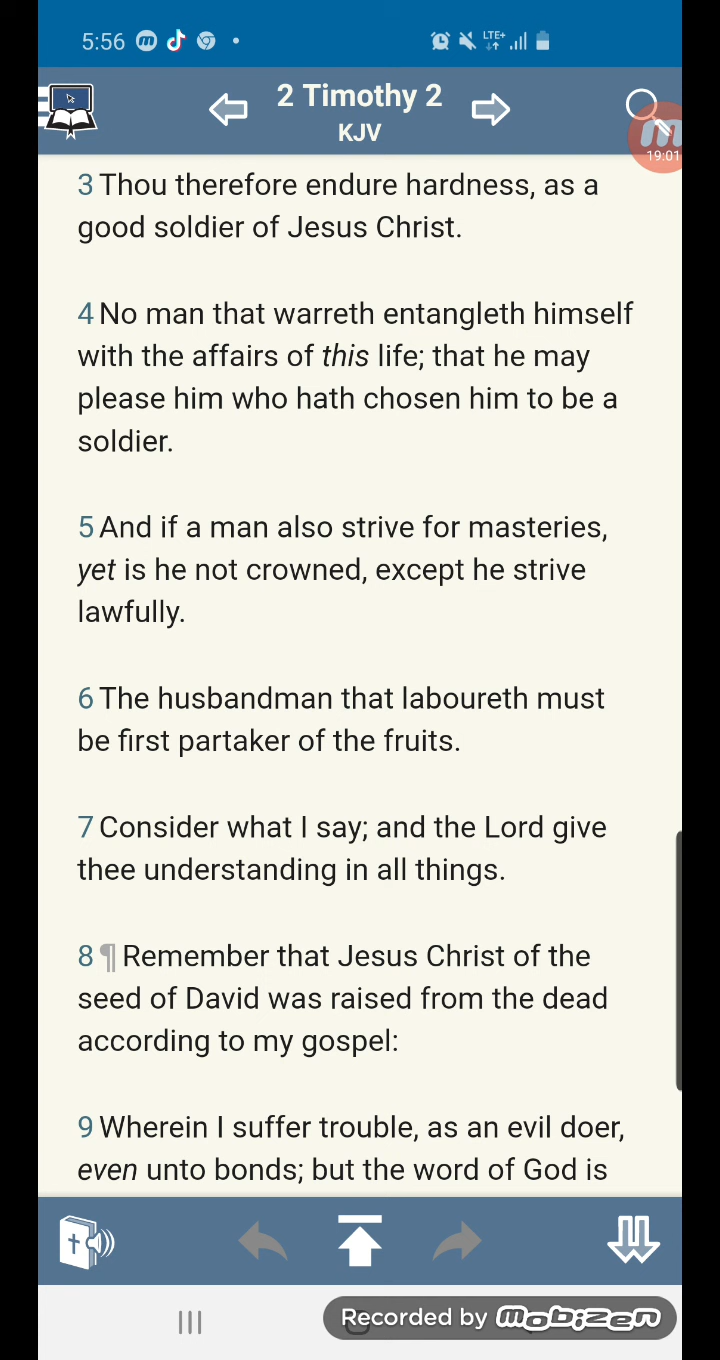 5:56
LTE+
2 Timothy 2
KJV
19:01
3 Thou therefore endure hardness, as a
good soldier of Jesus Christ.
4 No man that warreth entangleth himself
with the affairs of this life; that he may
please him who hath chosen him to be a
soldier.
5 And if a man also strive for masteries,
yet is he not crowned, except he strive
lawfully.
6 The husbandman that laboureth must
be first partaker of the fruits.
7 Consider what I say; and the Lord give
thee understanding in all things.
8 ¶ Remember that Jesus Christ of the
seed of David was raised from the dead
according to my gospel:
9 Wherein I suffer trouble, as an evil doer,
even unto bonds; but the word of God is
Recorded by mobizen